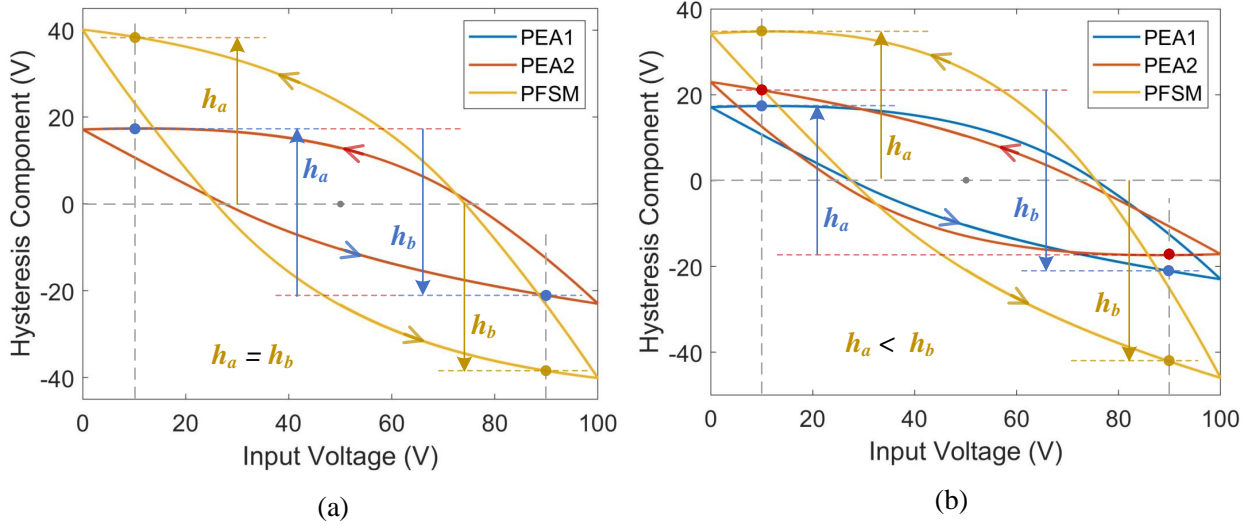 40
20
0
-20
-40
0
20
40
60
80
100
Hysteresis Component (V)
Input Voltage (V)
PEA1
PEA2
PFSM
ha
ha
hb
hb
ha = hb
(a)
40
20
0
-20
-40
0
20
40
60
80
100
Hysteresis Component (V)
Input Voltage (V)
PEA1
PEA2
PFSM
ha
ha
hb
hb
ha < hb
(b)